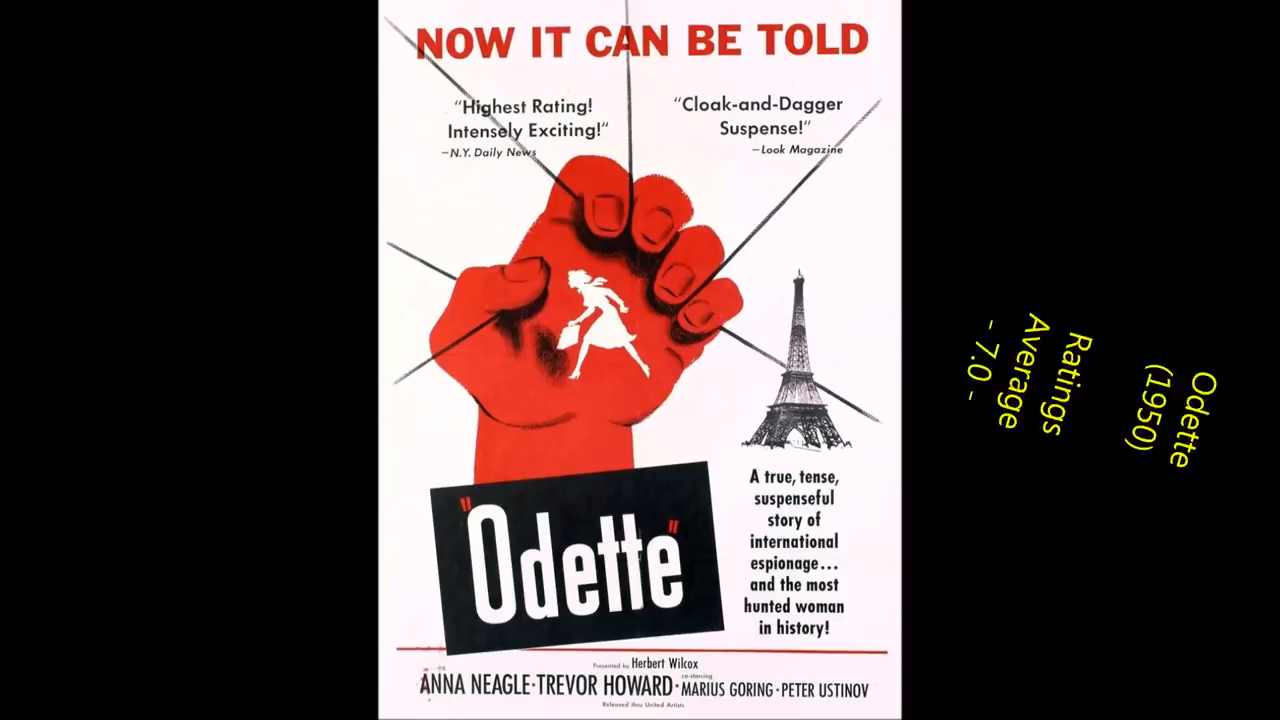 NOW IT CAN BE TOLD
"Highest Rating!
Intensely Exciting!"
—N.Y. Daily News
"Cloak-and-Dagger
Suspense!"
—Look Magazine
A true, tense,
suspenseful
story of
international
espionage...
and the most
hunted woman
in history!
"Odette"
Presented by Herbert Wilcox
co-starring
ANNA NEAGLE · TREVOR HOWARD · MARIUS GORING · PETER USTINOV
Released thru United Artists
Odette
(1950)
Ratings
Average
- 7.0 -